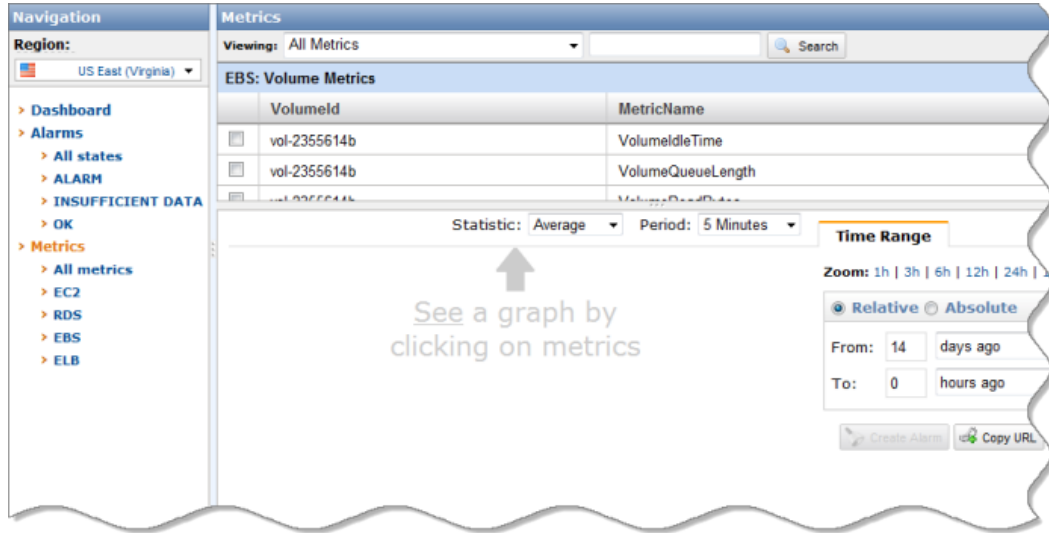 Navigation
Region:
US East (Virginia)
> Dashboard
> Alarms
> All states
> ALARM
> INSUFFICIENT DATA
> OK
> Metrics
> All metrics
> EC2
> RDS
> EBS
> ELB
Metrics
Viewing: All Metrics Search
EBS: Volume Metrics
VolumeId MetricName
vol-2355614b VolumeIdleTime
vol-2355614b VolumeQueueLength
Statistic: Average Period: 5 Minutes
See a graph by
clicking on metrics
Time Range
Zoom: 1h | 3h | 6h | 12h | 24h |
Relative Absolute
From: 14 days ago
To: 0 hours ago
Create Alarm Copy URL